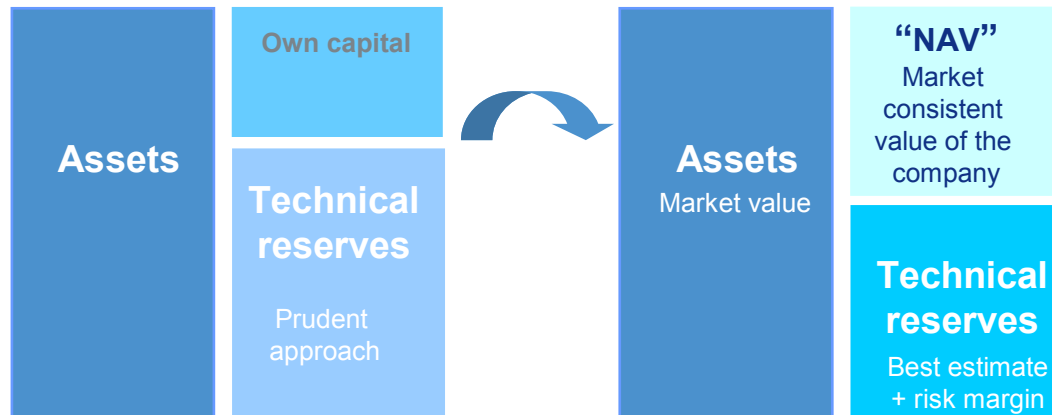 Assets
Own capital
Technical
reserves
Prudent
approach
Assets
Market value
“NAV”
Market
consistent
value of the
company
Technical
reserves
Best estimate
+ risk margin